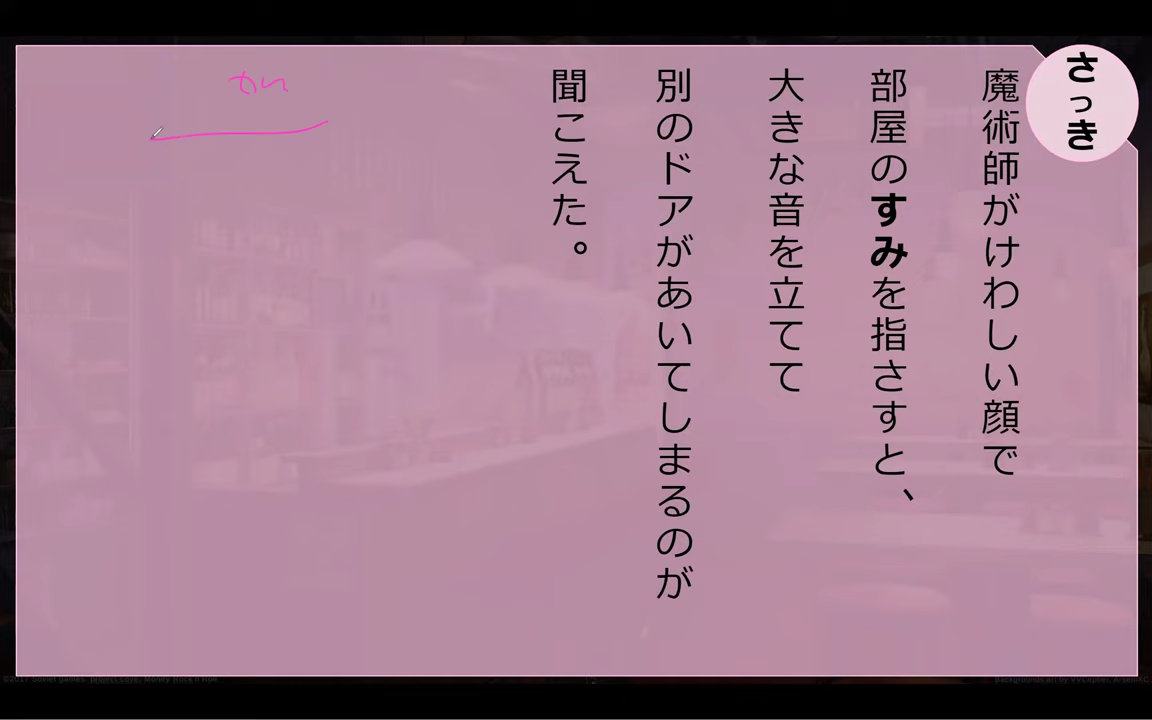 さっき
魔術師がけわしい顔で
部屋のすみを指さすと、
大きな音を立てて
別のドアがあいてしまるのが
聞こえた。
かい